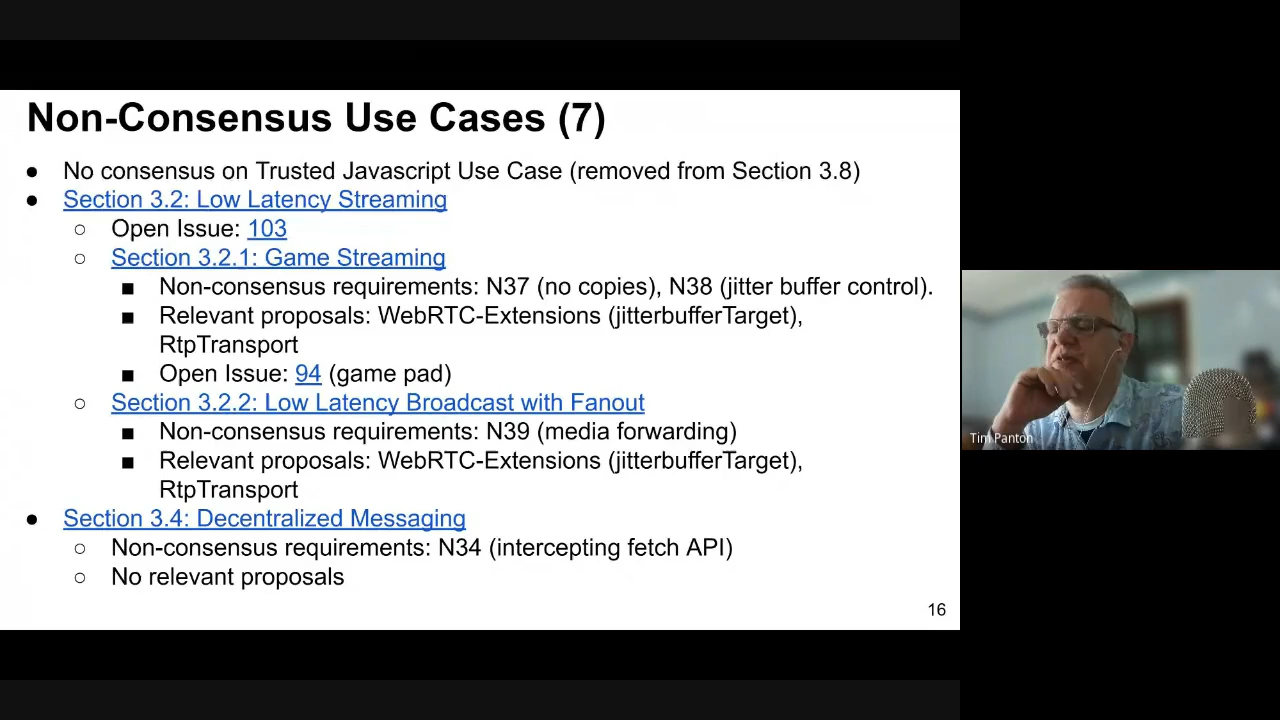 Non-Consensus Use Cases (7)
● No consensus on Trusted Javascript Use Case (removed from Section 3.8)
● Section 3.2: Low Latency Streaming
○ Open Issue: 103
○ Section 3.2.1: Game Streaming
■ Non-consensus requirements: N37 (no copies), N38 (jitter buffer control).
■ Relevant proposals: WebRTC-Extensions (jitterbufferTarget),
RtpTransport
■ Open Issue: 94 (game pad)
○ Section 3.2.2: Low Latency Broadcast with Fanout
■ Non-consensus requirements: N39 (media forwarding)
■ Relevant proposals: WebRTC-Extensions (jitterbufferTarget),
RtpTransport
● Section 3.4: Decentralized Messaging
○ Non-consensus requirements: N34 (intercepting fetch API)
○ No relevant proposals
16
Tim Panton